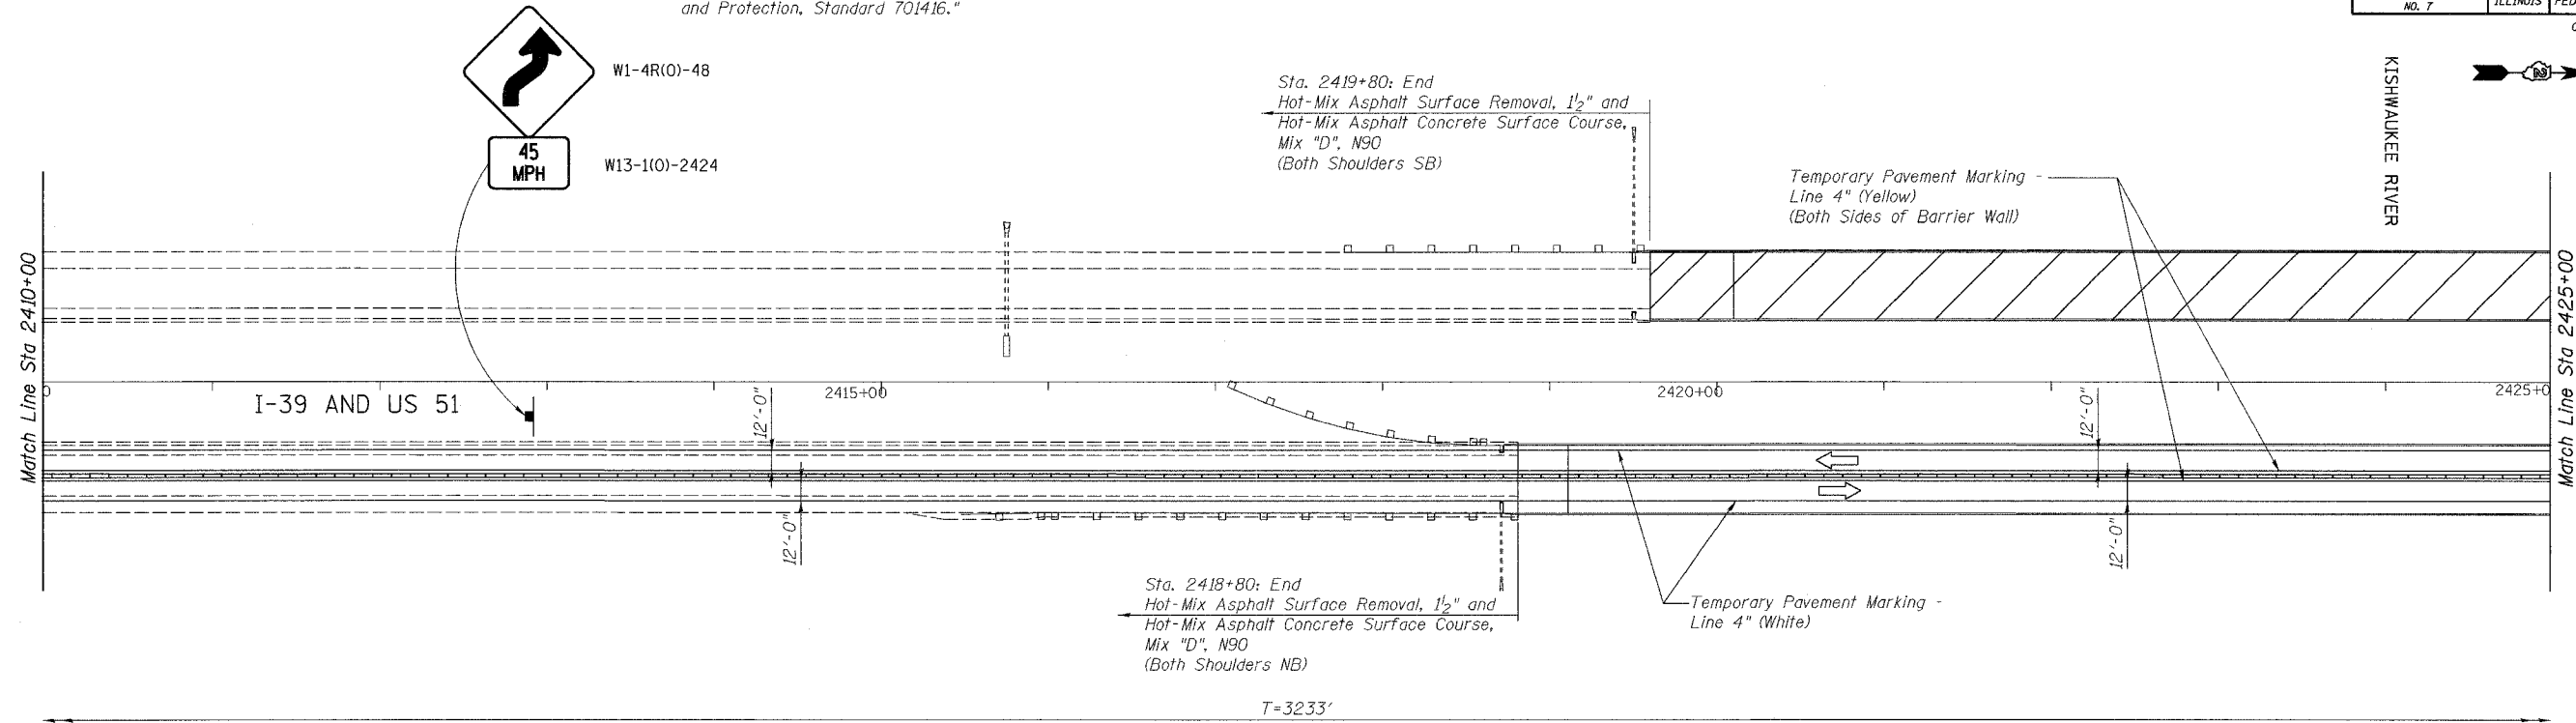 and Protection, Standard 701416."
NO. 7
ILLINOIS
W1-4R(O)-48
45
MPH
W13-1(O)-2424
Sta. 2419+80: End
Hot-Mix Asphalt Surface Removal, 1½" and
Hot-Mix Asphalt Concrete Surface Course,
Mix "D", N90
(Both Shoulders SB)
KISHWAUKEE RIVER
Temporary Pavement Marking -
Line 4" (Yellow)
(Both Sides of Barrier Wall)
Match Line Sta 2410+00
Match Line Sta 2425+00
0
2415+00
2420+00
2425+0
I-39 AND US 51
12'-0"
12'-0"
12'-0"
12'-0"
Sta. 2418+80: End
Hot-Mix Asphalt Surface Removal, 1½" and
Hot-Mix Asphalt Concrete Surface Course,
Mix "D", N90
(Both Shoulders NB)
Temporary Pavement Marking -
Line 4" (White)
T=3233'